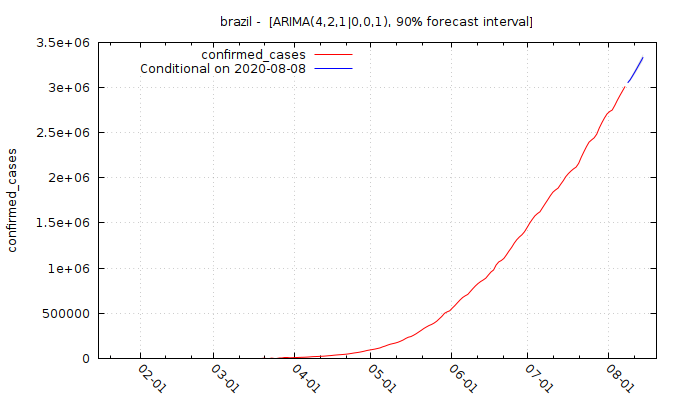 brazil -  [ARIMA(4,2,1|0,0,1), 90% forecast interval]
3.5e+06
3e+06
2.5e+06
2e+06
1.5e+06
1e+06
500000
0
confirmed_cases
confirmed_cases
Conditional on 2020-08-08
02-01
03-01
04-01
05-01
06-01
07-01
08-01